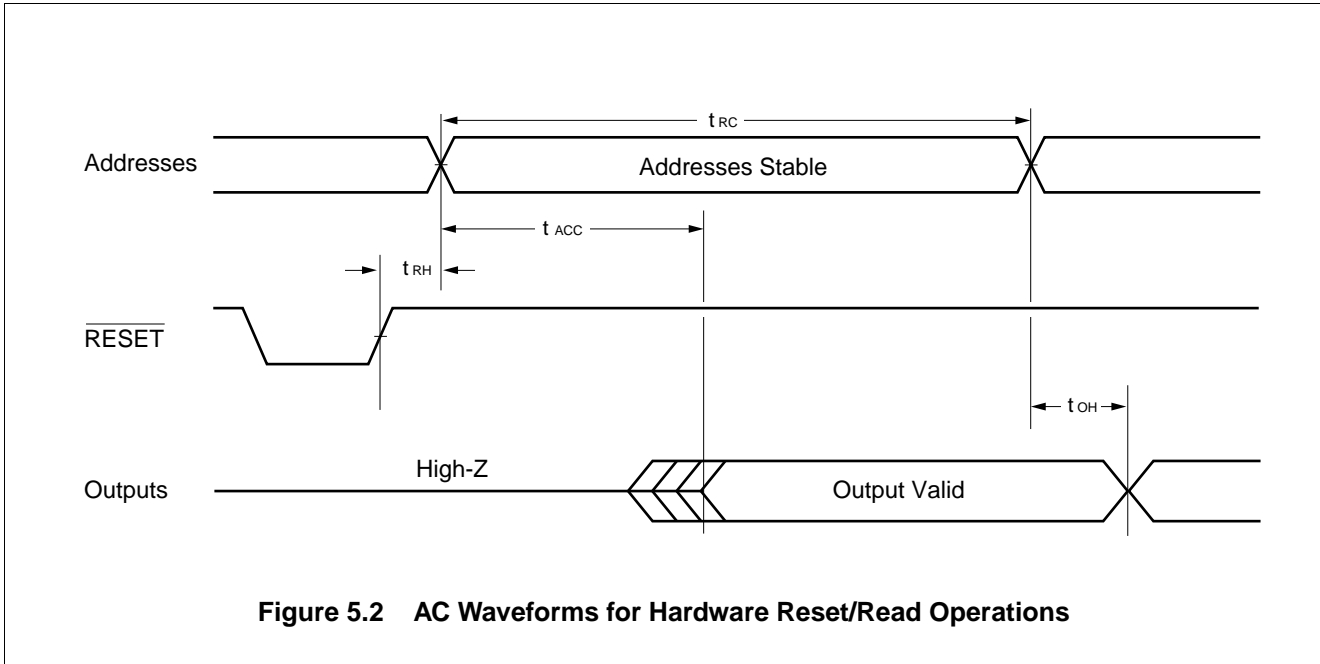 t RC
Addresses
Addresses Stable
t ACC
t RH
RESET
t OH
High-Z
Outputs
Output Valid
Figure 5.2 AC Waveforms for Hardware Reset/Read Operations